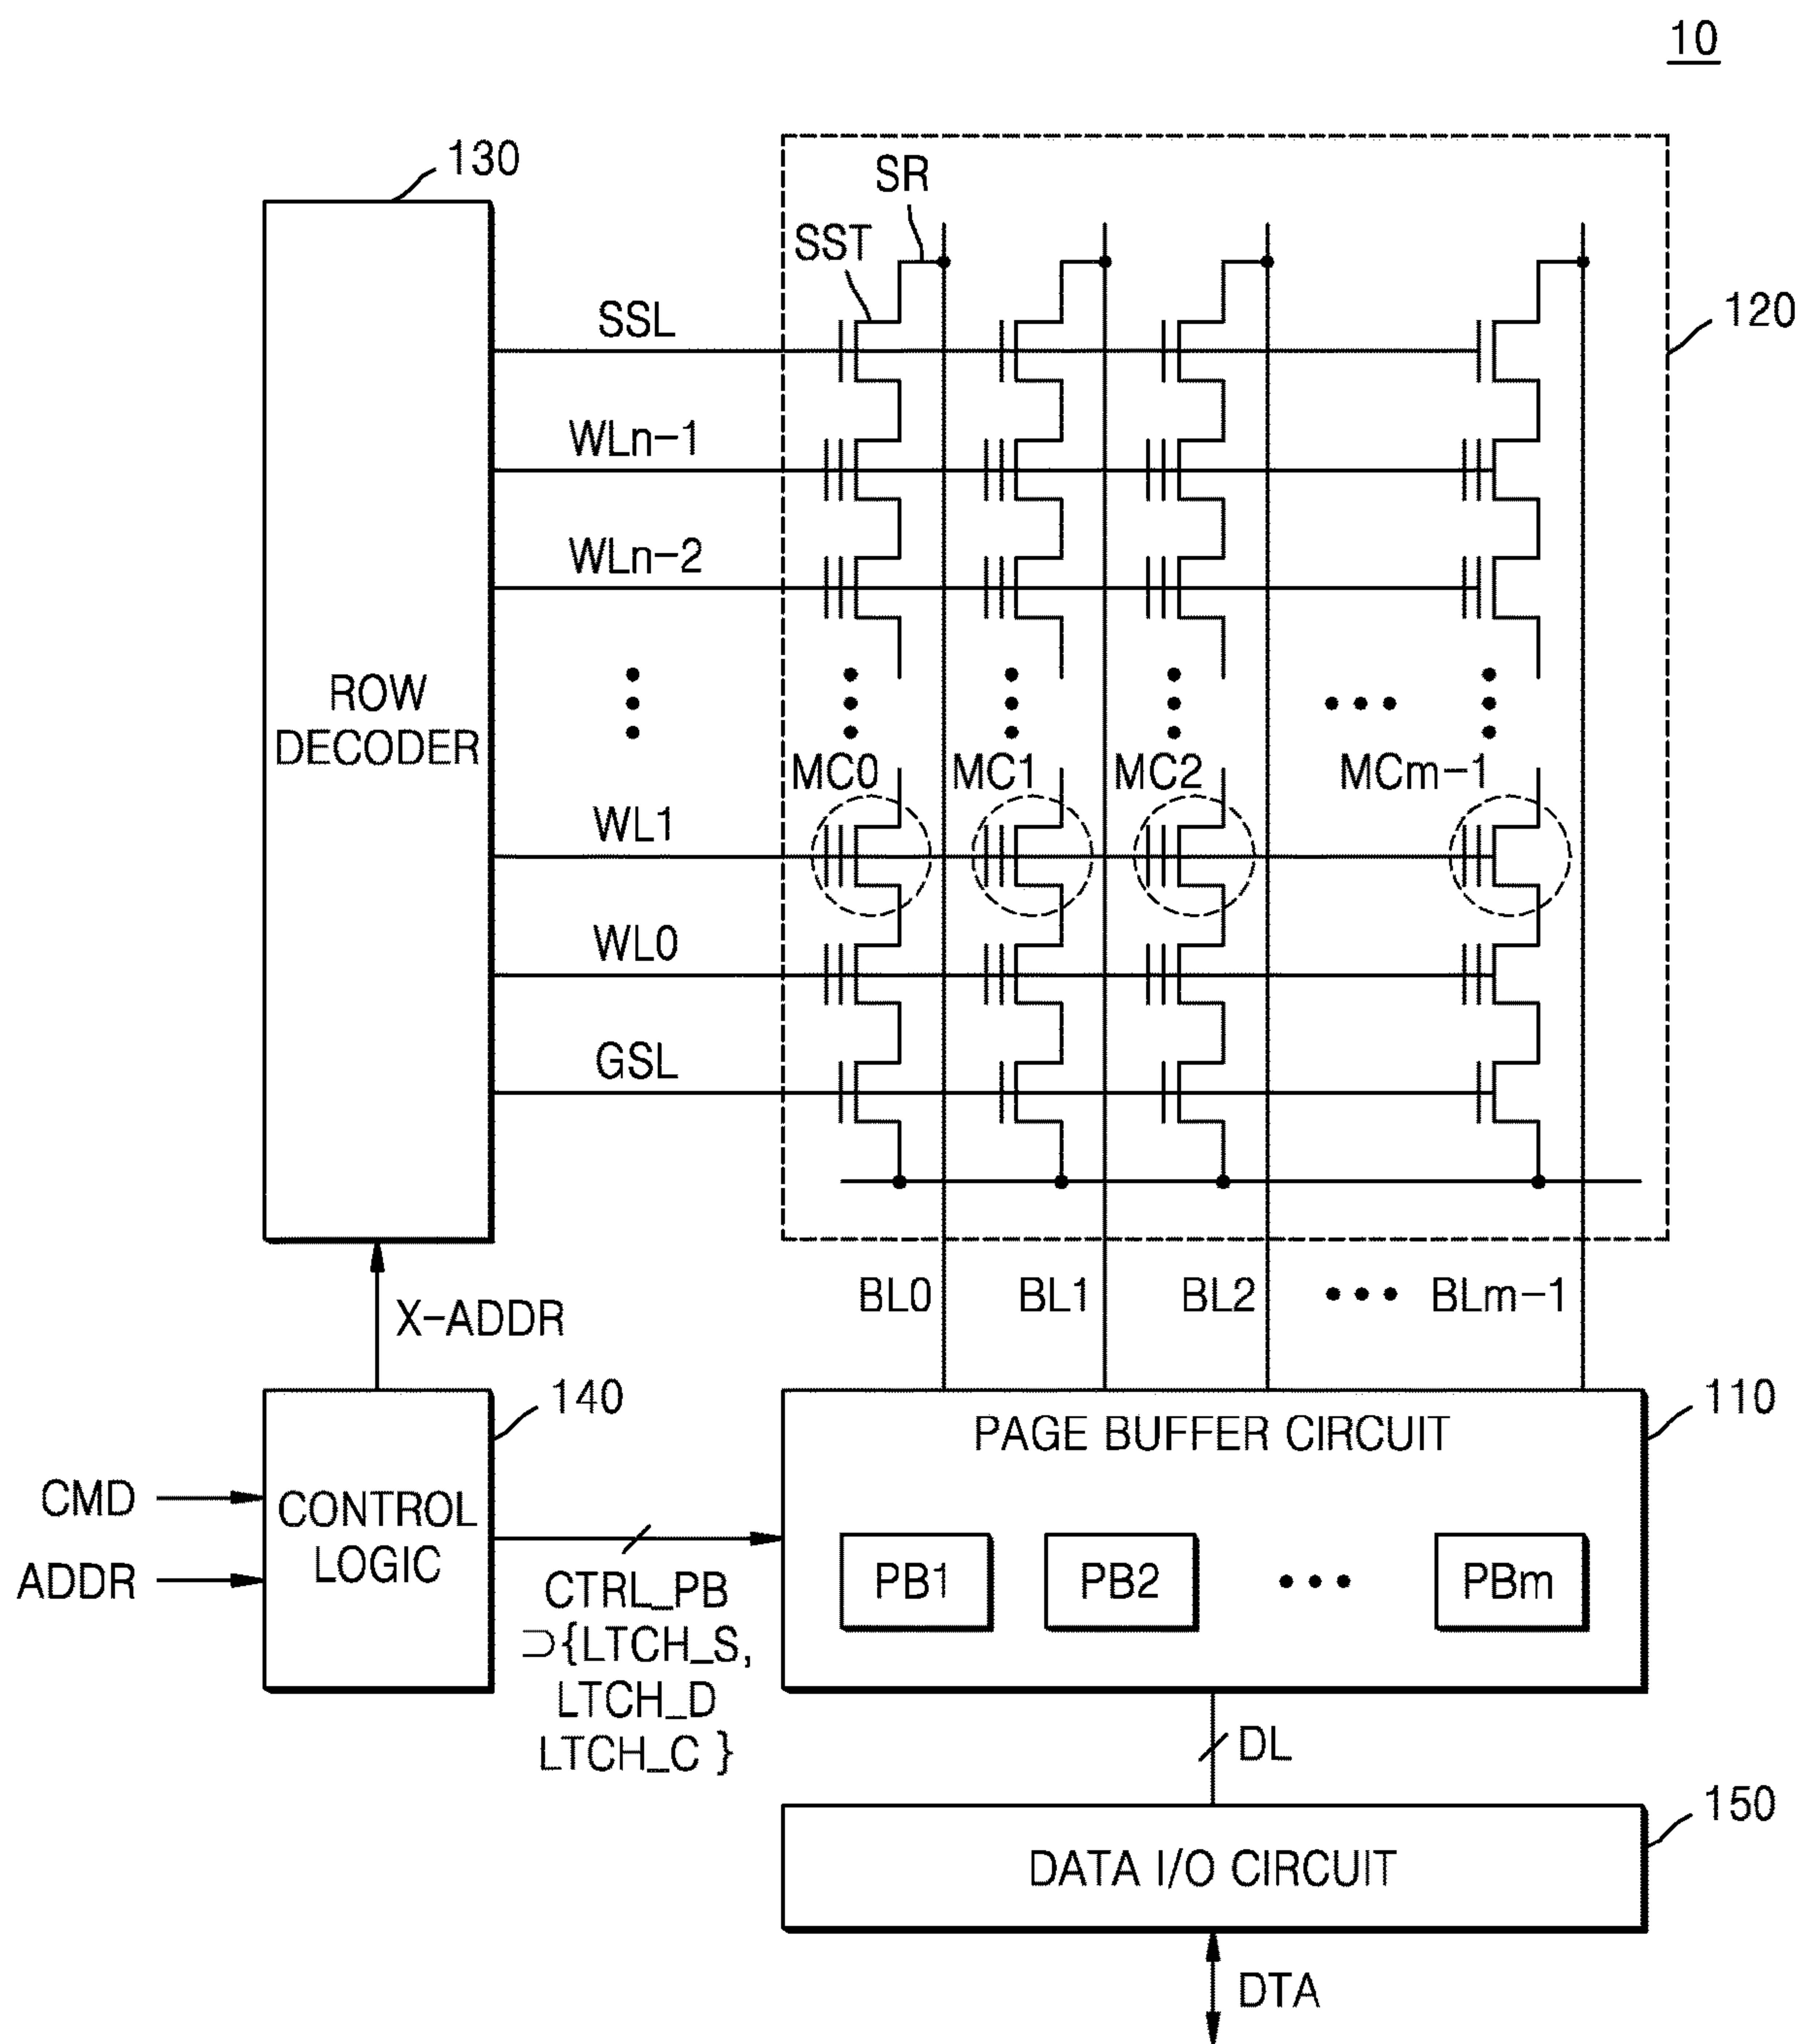 10
130
SR
SST
120
SSL
WLn-1
WLn-2
ROW
DECODER
MC0 MC1 MC2 MCm-1
WL1
WL0
GSL
BL0 BL1 BL2 BLm-1
X-ADDR
140
110
PAGE BUFFER CIRCUIT
CMD
CONTROL
LOGIC
ADDR
PB1 PB2 PBm
CTRL_PB
⊃{LTCH_S,
LTCH_D
LTCH_C }
DL
150
DATA I/O CIRCUIT
DTA